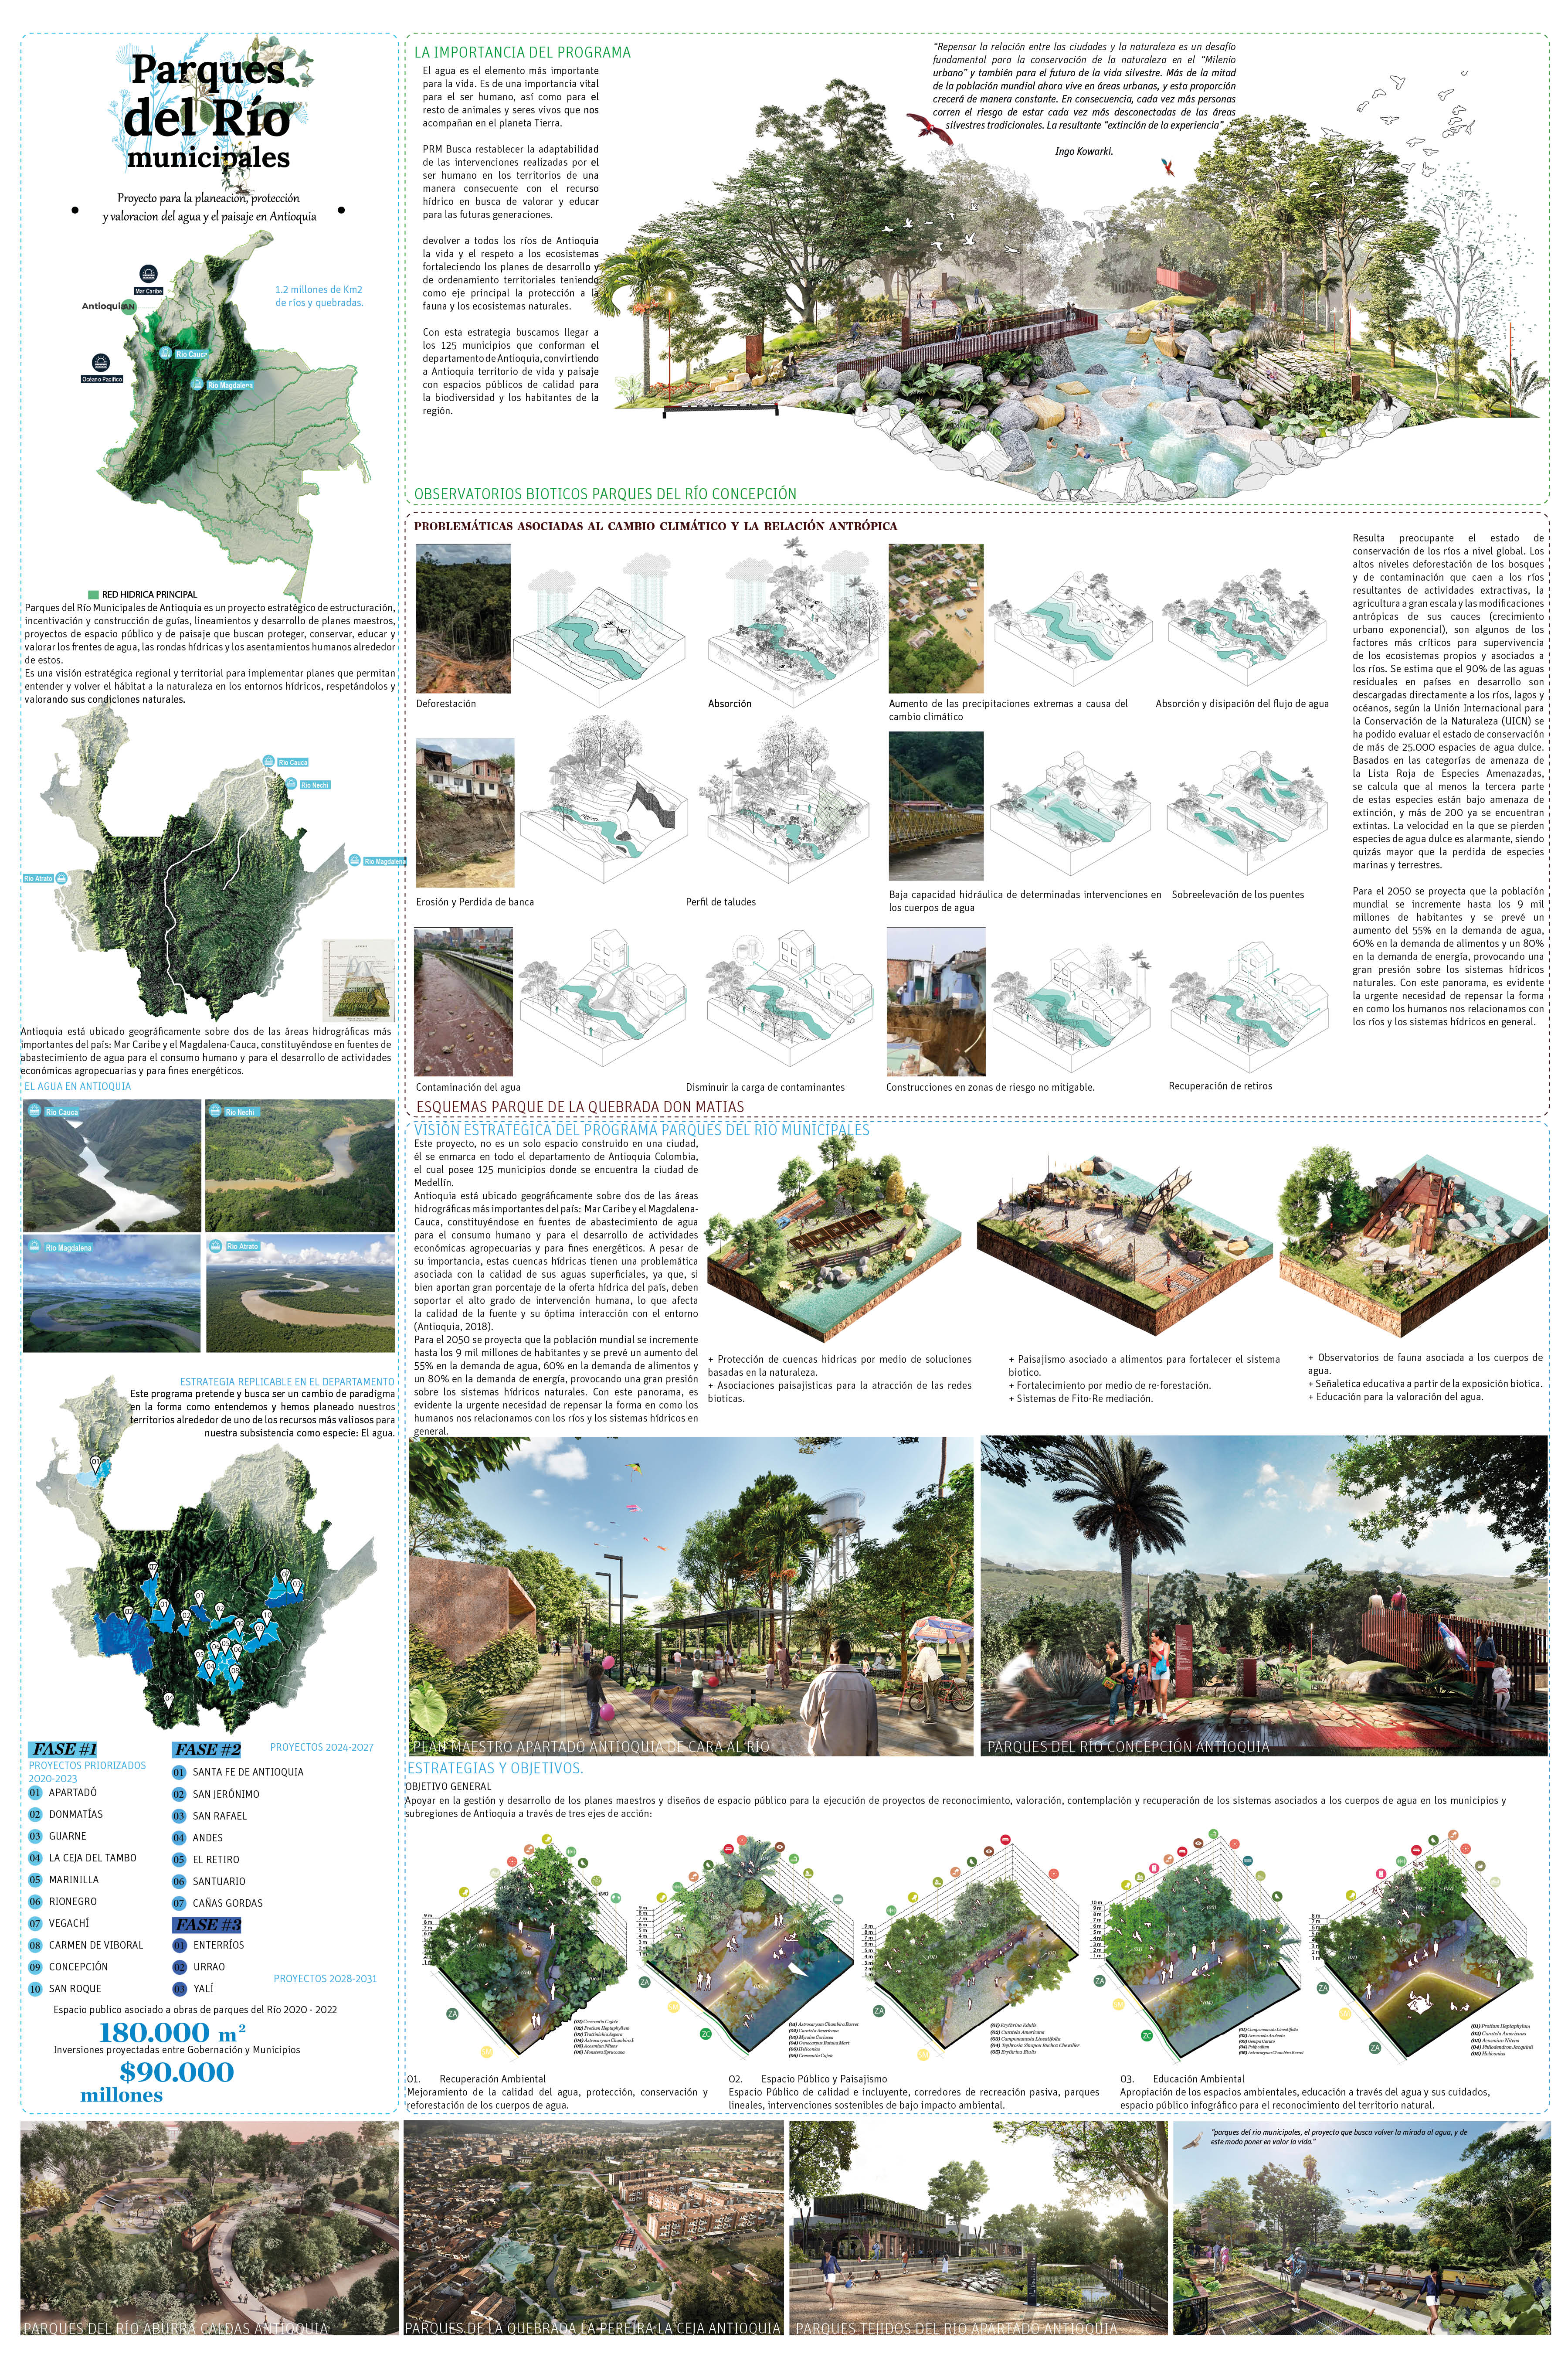 Parques
del Río
municipales
Proyecto para la planeación, protección
y valoracion del agua y el paisaje en Antioquia
Mar Caribe
Antioquia
1.2 millones de Km2
de ríos y quebradas.
Río Cauca
Océano Pacífico
Río Magdalena
RED HIDRICA PRINCIPAL
Parques del Río Municipales de Antioquia es un proyecto estratégico de estructuración,
incentivación y construcción de guías, lineamientos y desarrollo de planes maestros,
proyectos de espacio público y de paisaje que buscan proteger, conservar, educar y
valorar los frentes de agua, las rondas hídricas y los asentamientos humanos alrededor
de estos.
Es una visión estratégica regional y territorial para implementar planes que permitan
entender y volver el hábitat a la naturaleza en los entornos hídricos, respetándolos y
valorando sus condiciones naturales.
Río Cauca
Río Nechi
Río Magdalena
Río Atrato
Antioquia está ubicado geográficamente sobre dos de las áreas hidrográficas más
importantes del país: Mar Caribe y el Magdalena-Cauca, constituyéndose en fuentes de
abastecimiento de agua para el consumo humano y para el desarrollo de actividades
económicas agropecuarias y para fines energéticos.
EL AGUA EN ANTIOQUIA
Río Cauca
Río Nechi
Río Magdalena
Río Atrato
ESTRATEGIA REPLICABLE EN EL DEPARTAMENTO
Este programa pretende y busca ser un cambio de paradigma
en la forma como entendemos y hemos planeado nuestros
territorios alrededor de uno de los recursos más valiosos para
nuestra subsistencia como especie: El agua.
FASE #1
PROYECTOS PRIORIZADOS
2020-2023
01 APARTADÓ
02 DONMATÍAS
03 GUARNE
04 LA CEJA DEL TAMBO
05 MARINILLA
06 RIONEGRO
07 VEGACHÍ
08 CARMEN DE VIBORAL
09 CONCEPCIÓN
10 SAN ROQUE
FASE #2
PROYECTOS 2024-2027
01 SANTA FE DE ANTIOQUIA
02 SAN JERÓNIMO
03 SAN RAFAEL
04 ANDES
05 EL RETIRO
06 SANTUARIO
07 CAÑAS GORDAS
FASE #3
01 ENTERRÍOS
02 URRAO
03 YALÍ
PROYECTOS 2028-2031
Espacio publico asociado a obras de parques del Río 2020 - 2022
180.000 m²
Inversiones proyectadas entre Gobernación y Municipios
$90.000
millones
LA IMPORTANCIA DEL PROGRAMA
El agua es el elemento más importante
para la vida. Es de una importancia vital
para el ser humano, así como para el
resto de animales y seres vivos que nos
acompañan en el planeta Tierra.
PRM Busca restablecer la adaptabilidad
de las intervenciones realizadas por el
ser humano en los territorios de una
manera consecuente con el recurso
hídrico en busca de valorar y educar
para las futuras generaciones.
devolver a todos los ríos de Antioquia
la vida y el respeto a los ecosistemas
fortaleciendo los planes de desarrollo y
de ordenamiento territoriales teniendo
como eje principal la protección a la
fauna y los ecosistemas naturales.
Con esta estrategia buscamos llegar a
los 125 municipios que conforman el
departamento de Antioquia, convirtiendo
a Antioquia territorio de vida y paisaje
con espacios públicos de calidad para
la biodiversidad y los habitantes de la
región.
"Repensar la relación entre las ciudades y la naturaleza es un desafío
fundamental para la conservación de la naturaleza en el "Milenio
urbano" y también para el futuro de la vida silvestre. Más de la mitad
de la población mundial ahora vive en áreas urbanas, y esta proporción
crecerá de manera constante. En consecuencia, cada vez más personas
corren el riesgo de estar cada vez más desconectadas de las áreas
silvestres tradicionales. La resultante "extinción de la experiencia"
Ingo Kowarki.
OBSERVATORIOS BIOTICOS PARQUES DEL RÍO CONCEPCIÓN
PROBLEMÁTICAS ASOCIADAS AL CAMBIO CLIMÁTICO Y LA RELACIÓN ANTRÓPICA
Deforestación
Absorción
Aumento de las precipitaciones extremas a causa del
cambio climático
Absorción y disipación del flujo de agua
Erosión y Perdida de banca
Perfil de taludes
Baja capacidad hidráulica de determinadas intervenciones en
los cuerpos de agua
Sobreelevación de los puentes
Contaminación del agua
Disminuir la carga de contaminantes
Construcciones en zonas de riesgo no mitigable.
Recuperación de retiros
ESQUEMAS PARQUE DE LA QUEBRADA DON MATIAS
Resulta preocupante el estado de
conservación de los ríos a nivel global. Los
altos niveles deforestación de los bosques
y de contaminación que caen a los ríos
resultantes de actividades extractivas, la
agricultura a gran escala y las modificaciones
antrópicas de sus cauces (crecimiento
urbano exponencial), son algunos de los
factores más críticos para supervivencia
de los ecosistemas propios y asociados a
los ríos. Se estima que el 90% de las aguas
residuales en países en desarrollo son
descargadas directamente a los ríos, lagos y
océanos, según la Unión Internacional para
la Conservación de la Naturaleza (UICN) se
ha podido evaluar el estado de conservación
de más de 25.000 especies de agua dulce.
Basados en las categorías de amenaza de
la Lista Roja de Especies Amenazadas,
se calcula que al menos la tercera parte
de estas especies están bajo amenaza de
extinción, y más de 200 ya se encuentran
extintas. La velocidad en la que se pierden
especies de agua dulce es alarmante, siendo
quizás mayor que la perdida de especies
marinas y terrestres.
Para el 2050 se proyecta que la población
mundial se incremente hasta los 9 mil
millones de habitantes y se prevé un
aumento del 55% en la demanda de agua,
60% en la demanda de alimentos y un 80%
en la demanda de energía, provocando una
gran presión sobre los sistemas hídricos
naturales. Con este panorama, es evidente
la urgente necesidad de repensar la forma
en como los humanos nos relacionamos con
los ríos y los sistemas hídricos en general.
VISIÓN ESTRATEGICA DEL PROGRAMA PARQUES DEL RIO MUNICIPALES
Este proyecto, no es un solo espacio construido en una ciudad,
él se enmarca en todo el departamento de Antioquia Colombia,
el cual posee 125 municipios donde se encuentra la ciudad de
Medellín.
Antioquia está ubicado geográficamente sobre dos de las áreas
hidrográficas más importantes del país: Mar Caribe y el Magdalena-
Cauca, constituyéndose en fuentes de abastecimiento de agua
para el consumo humano y para el desarrollo de actividades
económicas agropecuarias y para fines energéticos. A pesar de
su importancia, estas cuencas hídricas tienen una problemática
asociada con la calidad de sus aguas superficiales, ya que, si
bien aportan gran porcentaje de la oferta hídrica del país, deben
soportar el alto grado de intervención humana, lo que afecta
la calidad de la fuente y su óptima interacción con el entorno
(Antioquia, 2018).
Para el 2050 se proyecta que la población mundial se incremente
hasta los 9 mil millones de habitantes y se prevé un aumento del
55% en la demanda de agua, 60% en la demanda de alimentos y
un 80% en la demanda de energía, provocando una gran presión
sobre los sistemas hídricos naturales. Con este panorama, es
evidente la urgente necesidad de repensar la forma en como los
humanos nos relacionamos con los ríos y los sistemas hídricos en
general.
+ Protección de cuencas hidricas por medio de soluciones
basadas en la naturaleza.
+ Asociaciones paisajisticas para la atracción de las redes
bioticas.
+ Paisajismo asociado a alimentos para fortalecer el sistema
biotico.
+ Fortalecimiento por medio de re-forestación.
+ Sistemas de Fito-Re mediación.
+ Observatorios de fauna asociada a los cuerpos de
agua.
+ Señaletica educativa a partir de la exposición biotica.
+ Educación para la valoración del agua.
PLAN MAESTRO APARTADÓ ANTIOQUIA DE CARA AL RÍO
PARQUES DEL RÍO CONCEPCIÓN ANTIOQUIA
ESTRATEGIAS Y OBJETIVOS.
OBJETIVO GENERAL
Apoyar en la gestión y desarrollo de los planes maestros y diseños de espacio público para la ejecución de proyectos de reconocimiento, valoración, contemplación y recuperación de los sistemas asociados a los cuerpos de agua en los municipios y
subregiones de Antioquia a través de tres ejes de acción:
01. Recuperación Ambiental
Mejoramiento de la calidad del agua, protección, conservación y
reforestación de los cuerpos de agua.
02. Espacio Público y Paisajismo
Espacio Público de calidad e incluyente, corredores de recreación pasiva, parques
lineales, intervenciones sostenibles de bajo impacto ambiental.
03. Educación Ambiental
Apropiación de los espacios ambientales, educación a través del agua y sus cuidados,
espacio público infográfico para el reconocimiento del territorio natural.
PARQUES DEL RÍO ABURRA CALDAS ANTIOQUIA
PARQUES DE LA QUEBRADA LA PEREIRA LA CEJA ANTIOQUIA
PARQUES TEJIDOS DEL RIO APARTADO ANTIOQUIA
"parques del rio municipales, el proyecto que busca volver la mirada al agua, y de
este modo poner en valor la vida."